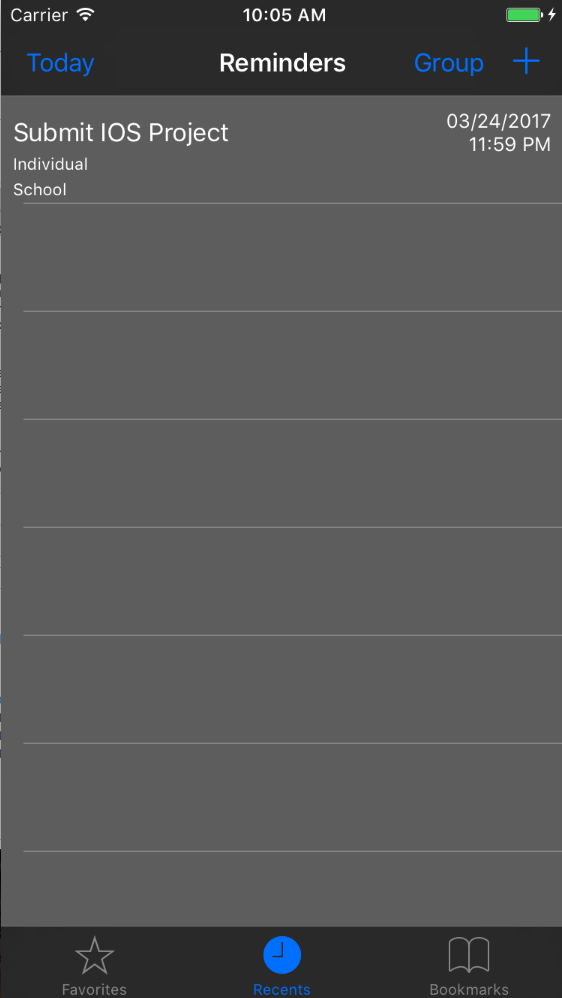 Carrier 10:05 AM
Today Reminders Group +
Submit IOS Project
03/24/2017
11:59 PM
Individual
School
Favorites Recents Bookmarks